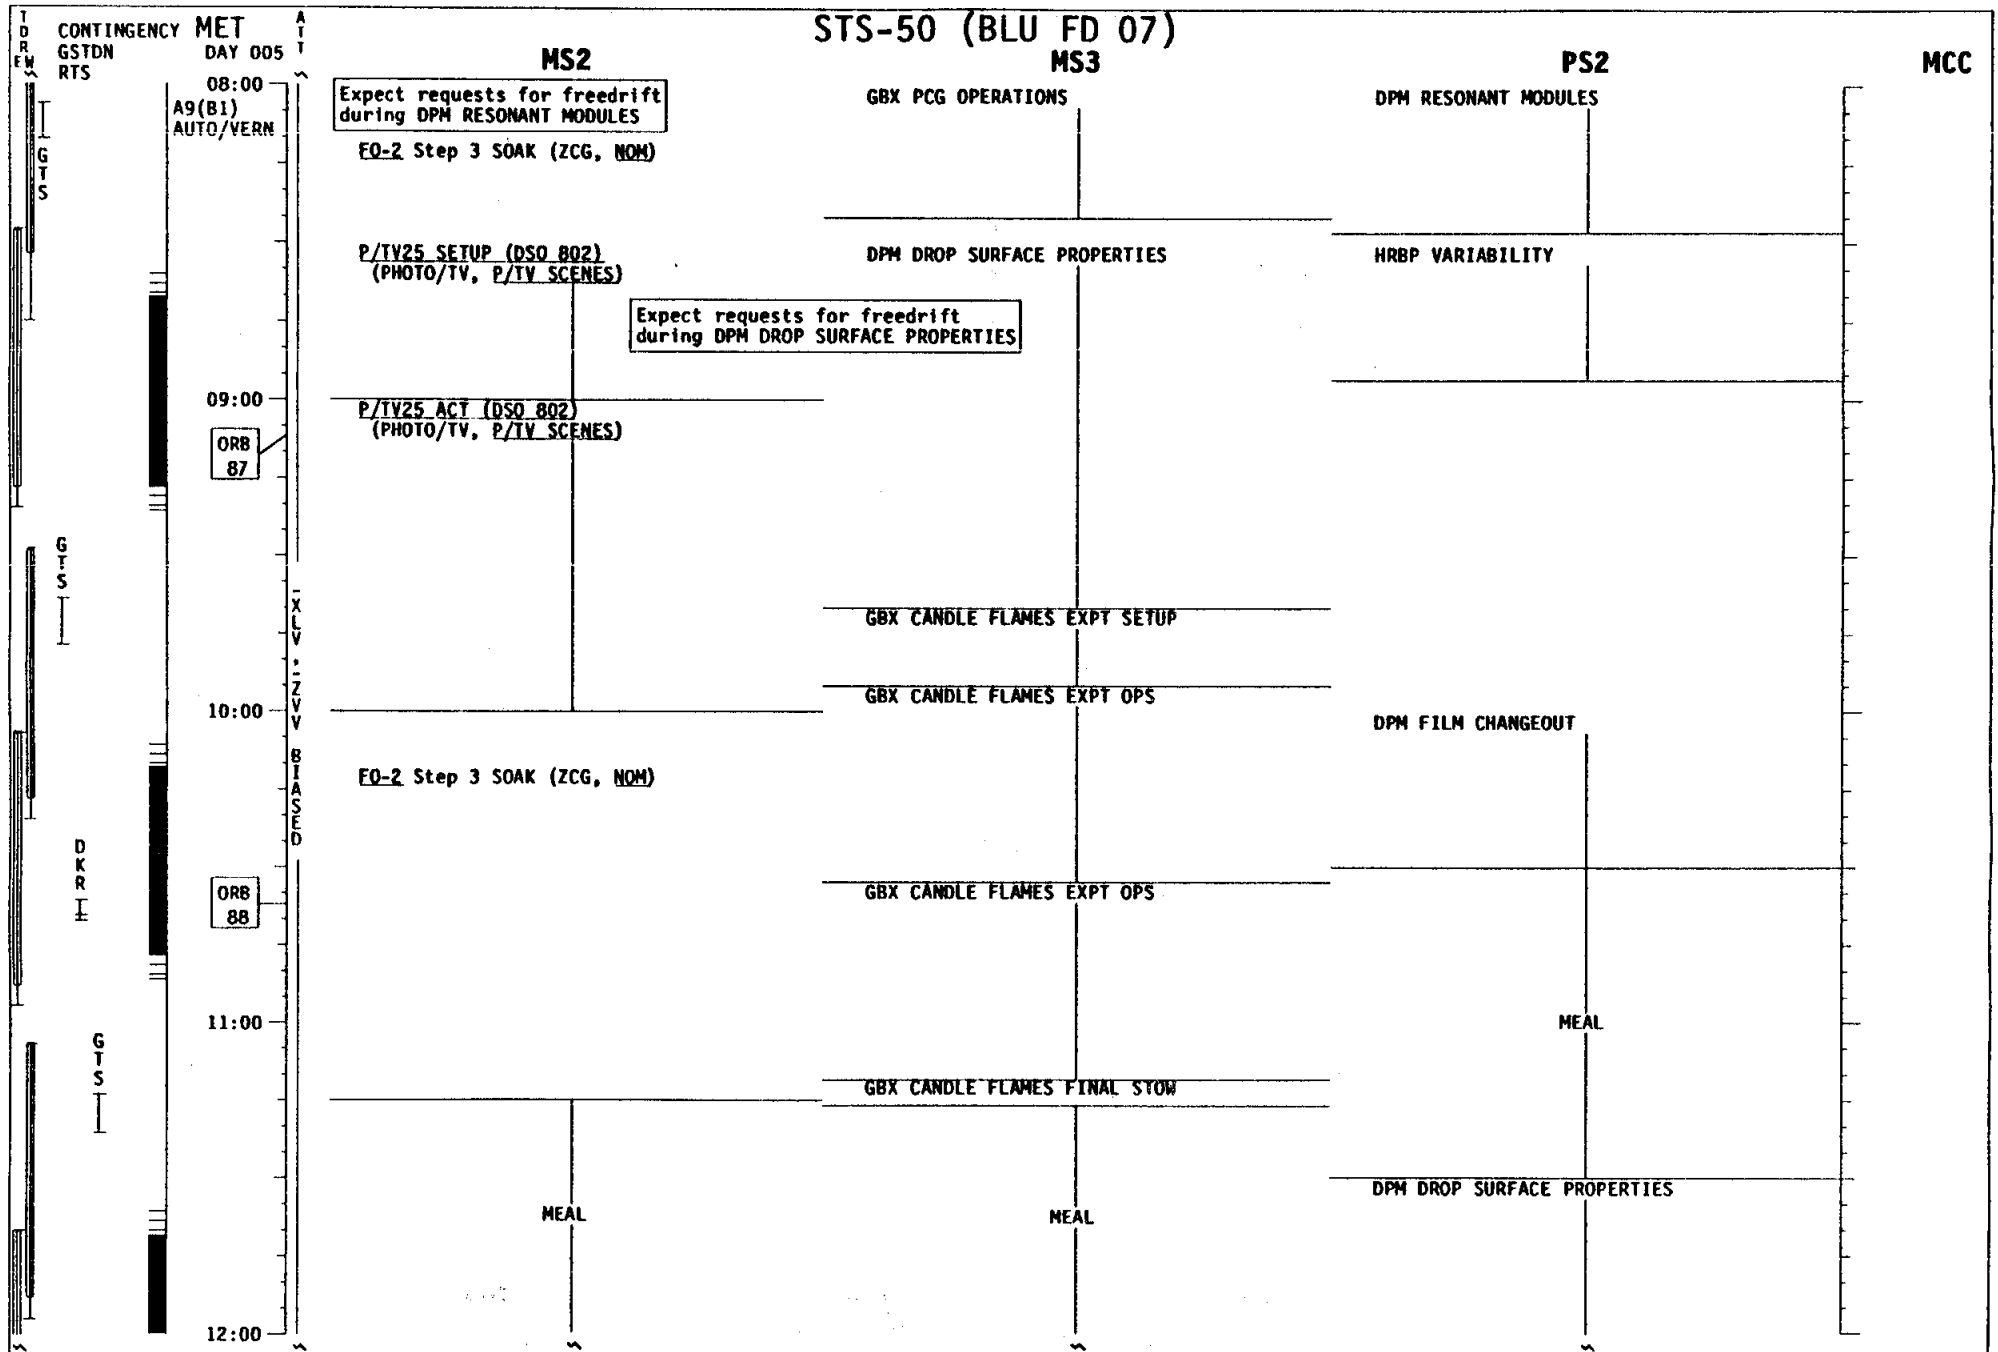 STS-50 (BLU FD 07)
TDRS
E W
CONTINGENCY
GSTDN
RTS
MET
DAY 005
ATT
MS2
MS3
PS2
MCC
08:00
A9(B1)
AUTO/VERN
GTS
Expect requests for freedrift
during DPM RESONANT MODULES
GBX PCG OPERATIONS
DPM RESONANT MODULES
FO-2 Step 3 SOAK (ZCG, NOM)
P/TV25 SETUP (DSO 802)
(PHOTO/TV, P/TV SCENES)
DPM DROP SURFACE PROPERTIES
HRBP VARIABILITY
Expect requests for freedrift
during DPM DROP SURFACE PROPERTIES
09:00
P/TV25 ACT (DSO 802)
(PHOTO/TV, P/TV SCENES)
ORB
87
GTS
-XLV,-ZVV BIASED
GBX CANDLE FLAMES EXPT SETUP
GBX CANDLE FLAMES EXPT OPS
10:00
DPM FILM CHANGEOUT
FO-2 Step 3 SOAK (ZCG, NOM)
DKR
ORB
88
GBX CANDLE FLAMES EXPT OPS
11:00
MEAL
GTS
GBX CANDLE FLAMES FINAL STOW
DPM DROP SURFACE PROPERTIES
MEAL
MEAL
12:00